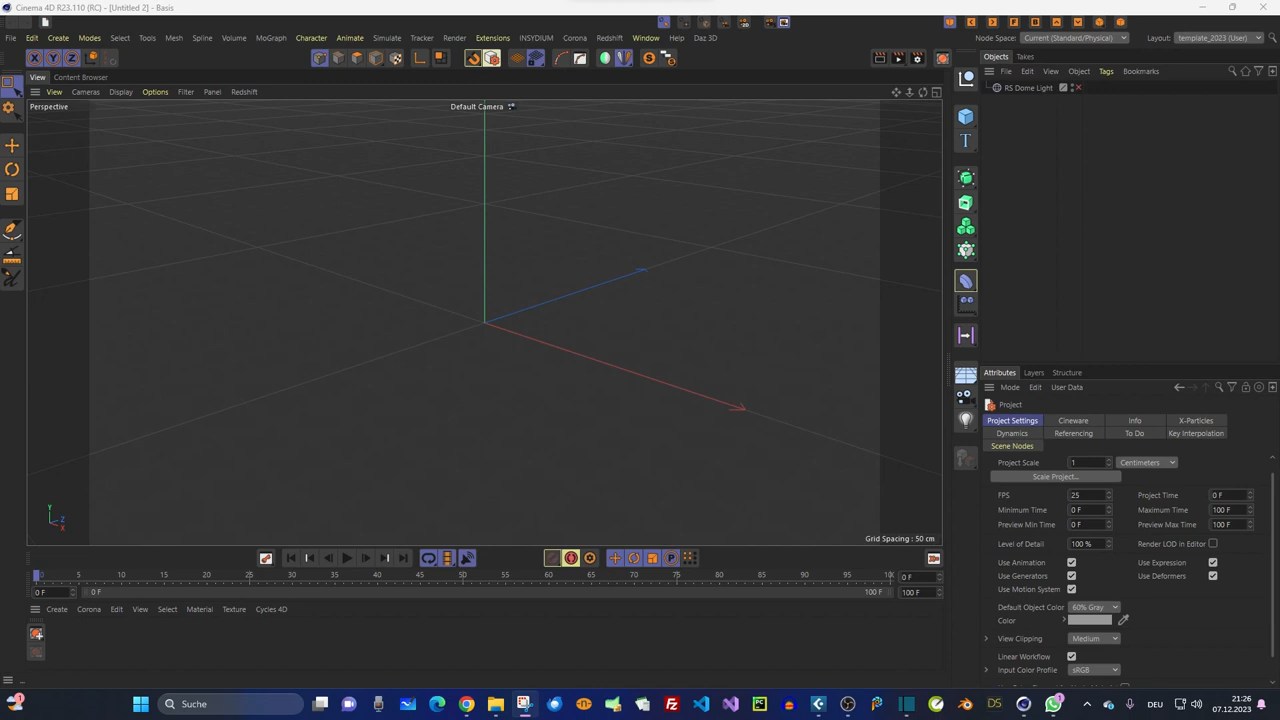 Cinema 4D R23.110 (RC) - [Untitled 2] - Basis
File Edit Create Modes Select Tools Mesh Spline Volume MoGraph Character Animate Simulate Tracker Render Extensions INSYDIUM Corona Redshift Window Help Daz 3D
Node Space: Current (Standard/Physical) Layout: template_2023 (User)
X Y Z
View Content Browser
View Cameras Display Options Filter Panel Redshift
Perspective
Default Camera
Objects Takes
File Edit View Object Tags Bookmarks
RS Dome Light
Attributes Layers Structure
Mode Edit User Data
Project
Project Settings Cineware Info X-Particles
Dynamics Referencing To Do Key Interpolation
Scene Nodes
Project Scale 1 Centimeters
Scale Project...
FPS 25 Project Time 0 F
Minimum Time 0 F Maximum Time 100 F
Preview Min Time 0 F Preview Max Time 100 F
Level of Detail 100 % Render LOD in Editor
Use Animation Use Expression
Use Generators Use Deformers
Use Motion System
Default Object Color 60% Gray
Color
View Clipping Medium
Linear Workflow
Input Color Profile sRGB
Y
Z
X
Grid Spacing : 50 cm
0 5 10 15 20 25 30 35 40 45 50 55 60 65 70 75 80 85 90 95 100 0 F
0 F 0 F 100 F 100 F
Create Corona Edit View Select Material Texture Cycles 4D
Suche
DEU
21:26
07.12.2023